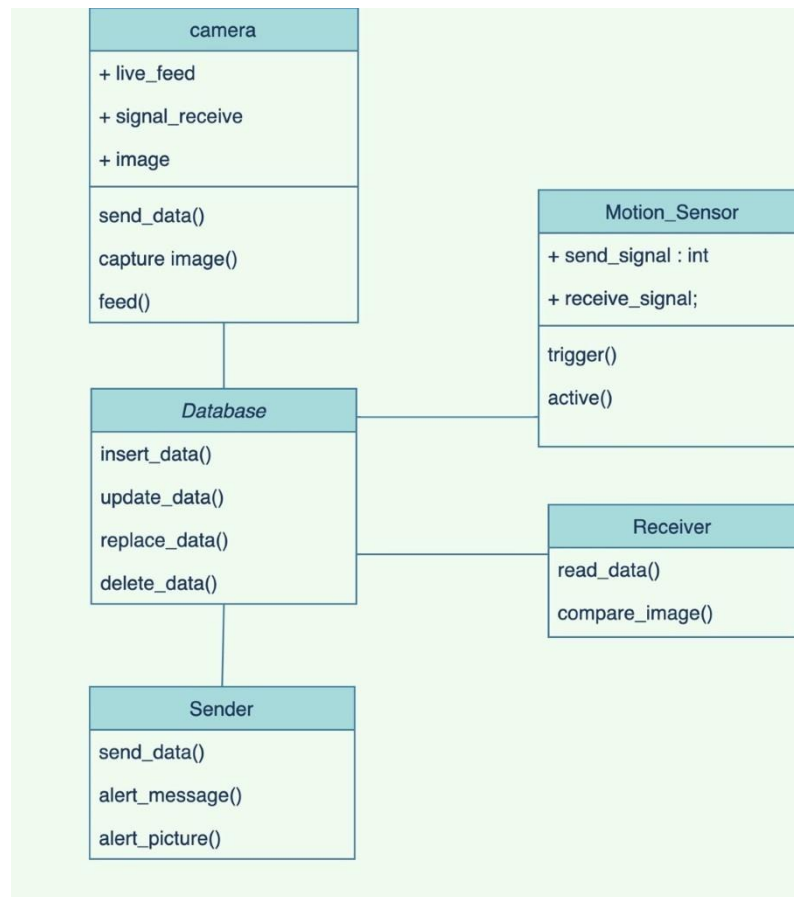 camera
+ live_feed
+ signal_receive
+ image
send_data()
capture image()
feed()
Motion_Sensor
+ send_signal : int
+ receive_signal;
trigger()
active()
Database
insert_data()
update_data()
replace_data()
delete_data()
Receiver
read_data()
compare_image()
Sender
send_data()
alert_message()
alert_picture()